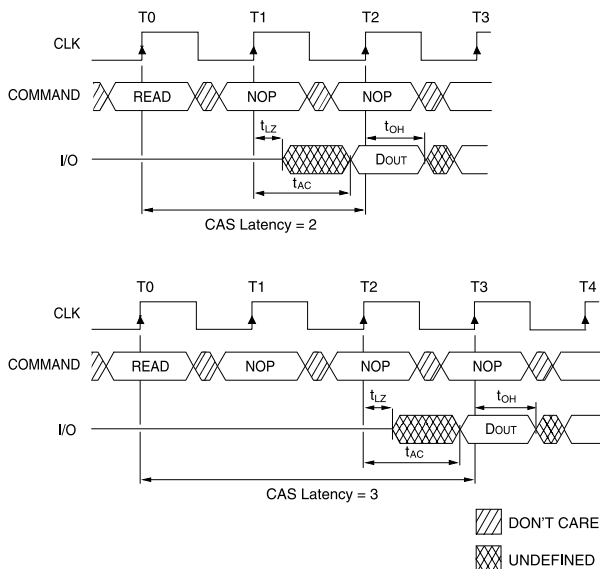 T0 T1 T2 T3
CLK
COMMAND READ NOP NOP
tLZ tOH
I/O DOUT
tAC
CAS Latency = 2
T0 T1 T2 T3 T4
CLK
COMMAND READ NOP NOP NOP
tLZ tOH
I/O DOUT
tAC
CAS Latency = 3
DON'T CARE
UNDEFINED